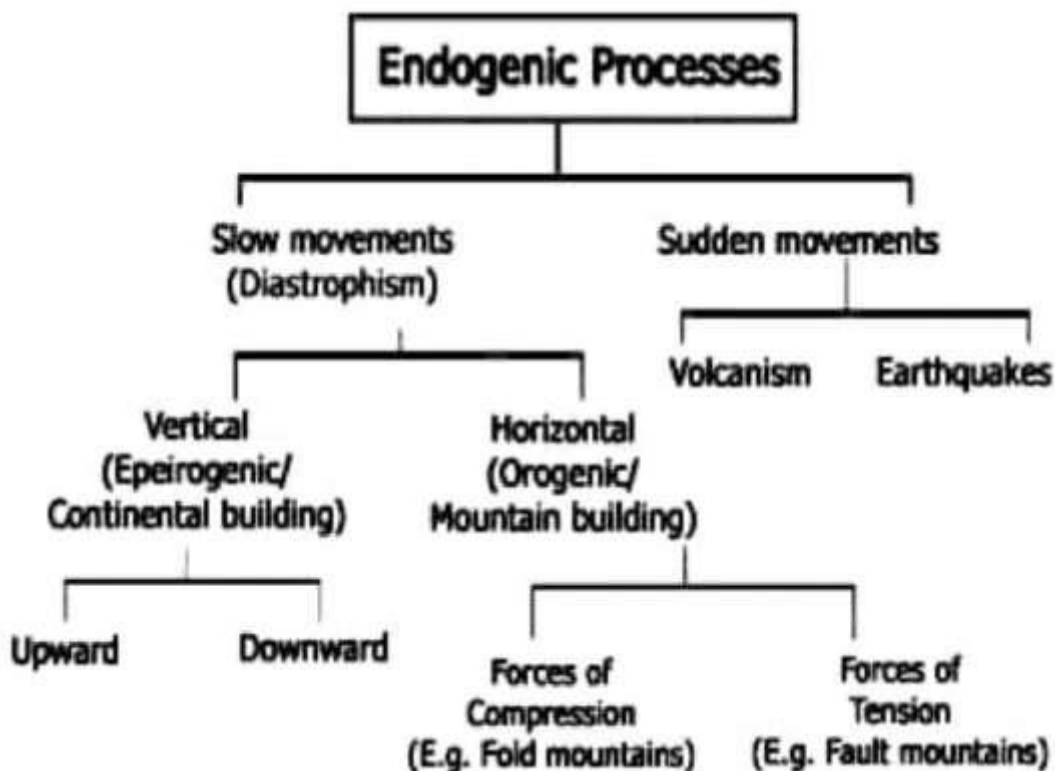 Endogenic Processes
Slow movements
(Diastrophism)
Sudden movements
Volcanism
Earthquakes
Vertical
(Epeirogenic/
Continental building)
Horizontal
(Orogenic/
Mountain building)
Upward
Downward
Forces of
Compression
(E.g. Fold mountains)
Forces of
Tension
(E.g. Fault mountains)